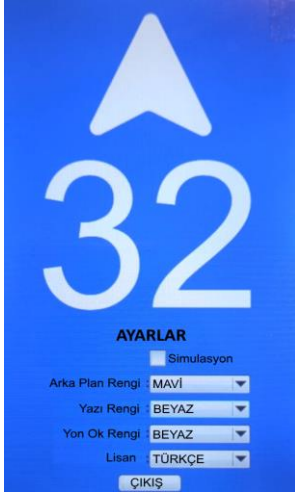 32
AYARLAR
Simulasyon
Arka Plan Rengi : MAVİ
Yazı Rengi : BEYAZ
Yon Ok Rengi : BEYAZ
Lisan : TÜRKÇE
ÇIKIŞ